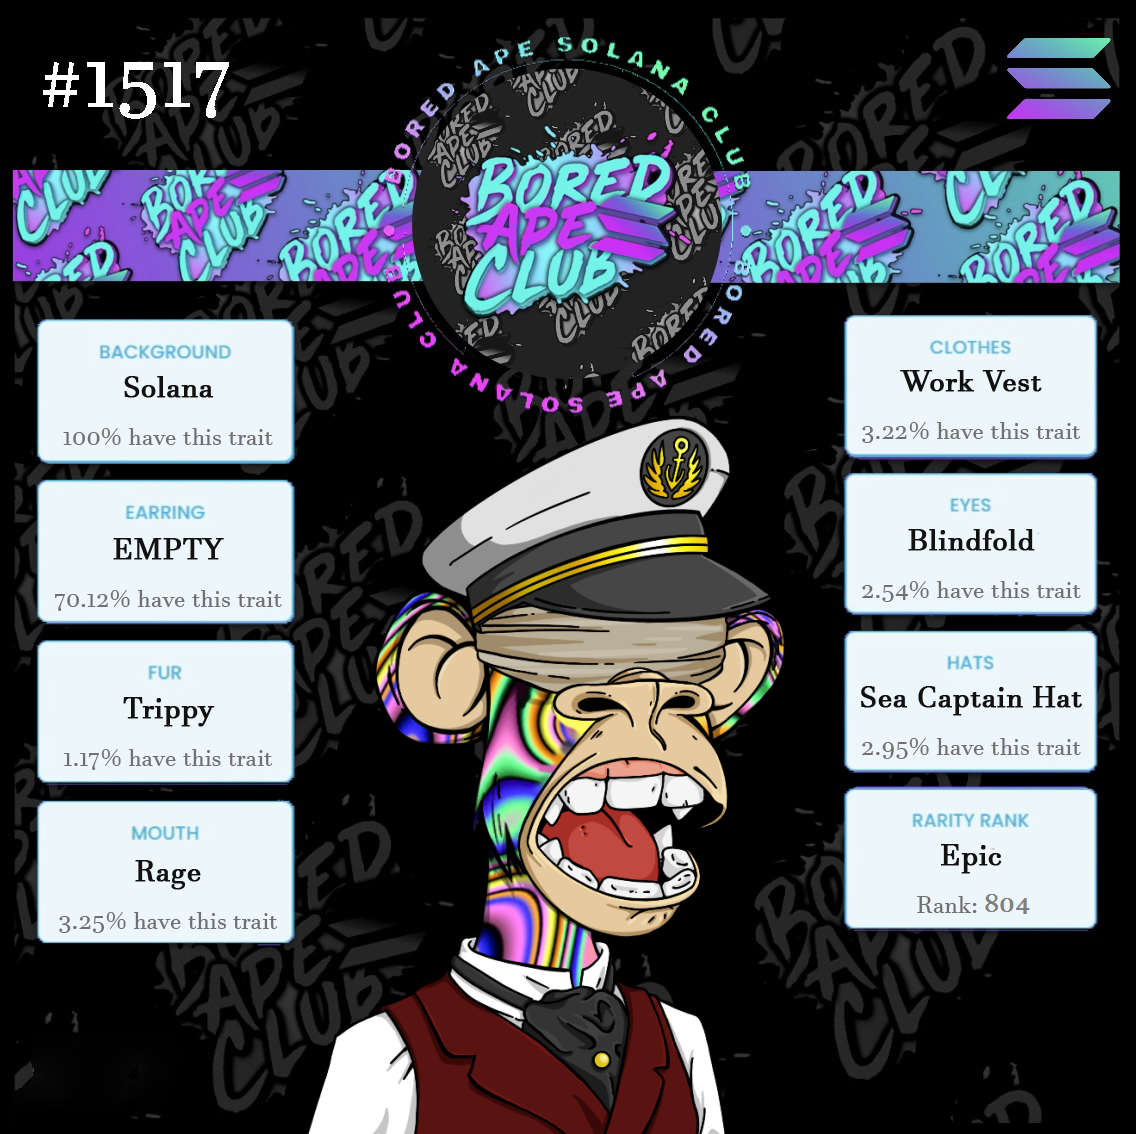 #1517
BORED APE SOLANA CLUB
BORED
APE
CLUB
BORED APE SOLANA CLUB
BACKGROUND
Solana
100% have this trait
EARRING
EMPTY
70.12% have this trait
FUR
Trippy
1.17% have this trait
MOUTH
Rage
3.25% have this trait
CLOTHES
Work Vest
3.22% have this trait
EYES
Blindfold
2.54% have this trait
HATS
Sea Captain Hat
2.95% have this trait
RARITY RANK
Epic
Rank: 804